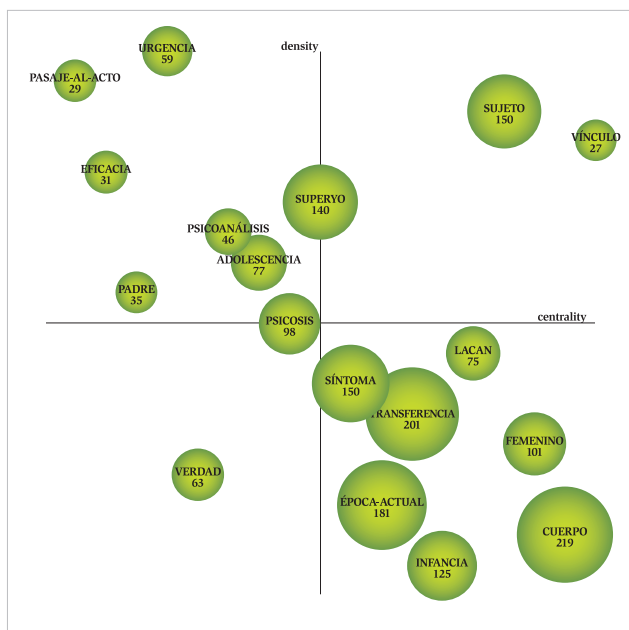 URGENCIA
59
density
PASAJE-AL-ACTO
29
SUJETO
150
VÍNCULO
27
EFICACIA
31
SUPERYO
140
PSICOANÁLISIS
46
ADOLESCENCIA
77
PADRE
35
PSICOSIS
98
centrality
LACAN
75
SÍNTOMA
150
TRANSFERENCIA
201
FEMENINO
101
VERDAD
63
ÉPOCA-ACTUAL
181
CUERPO
219
INFANCIA
125